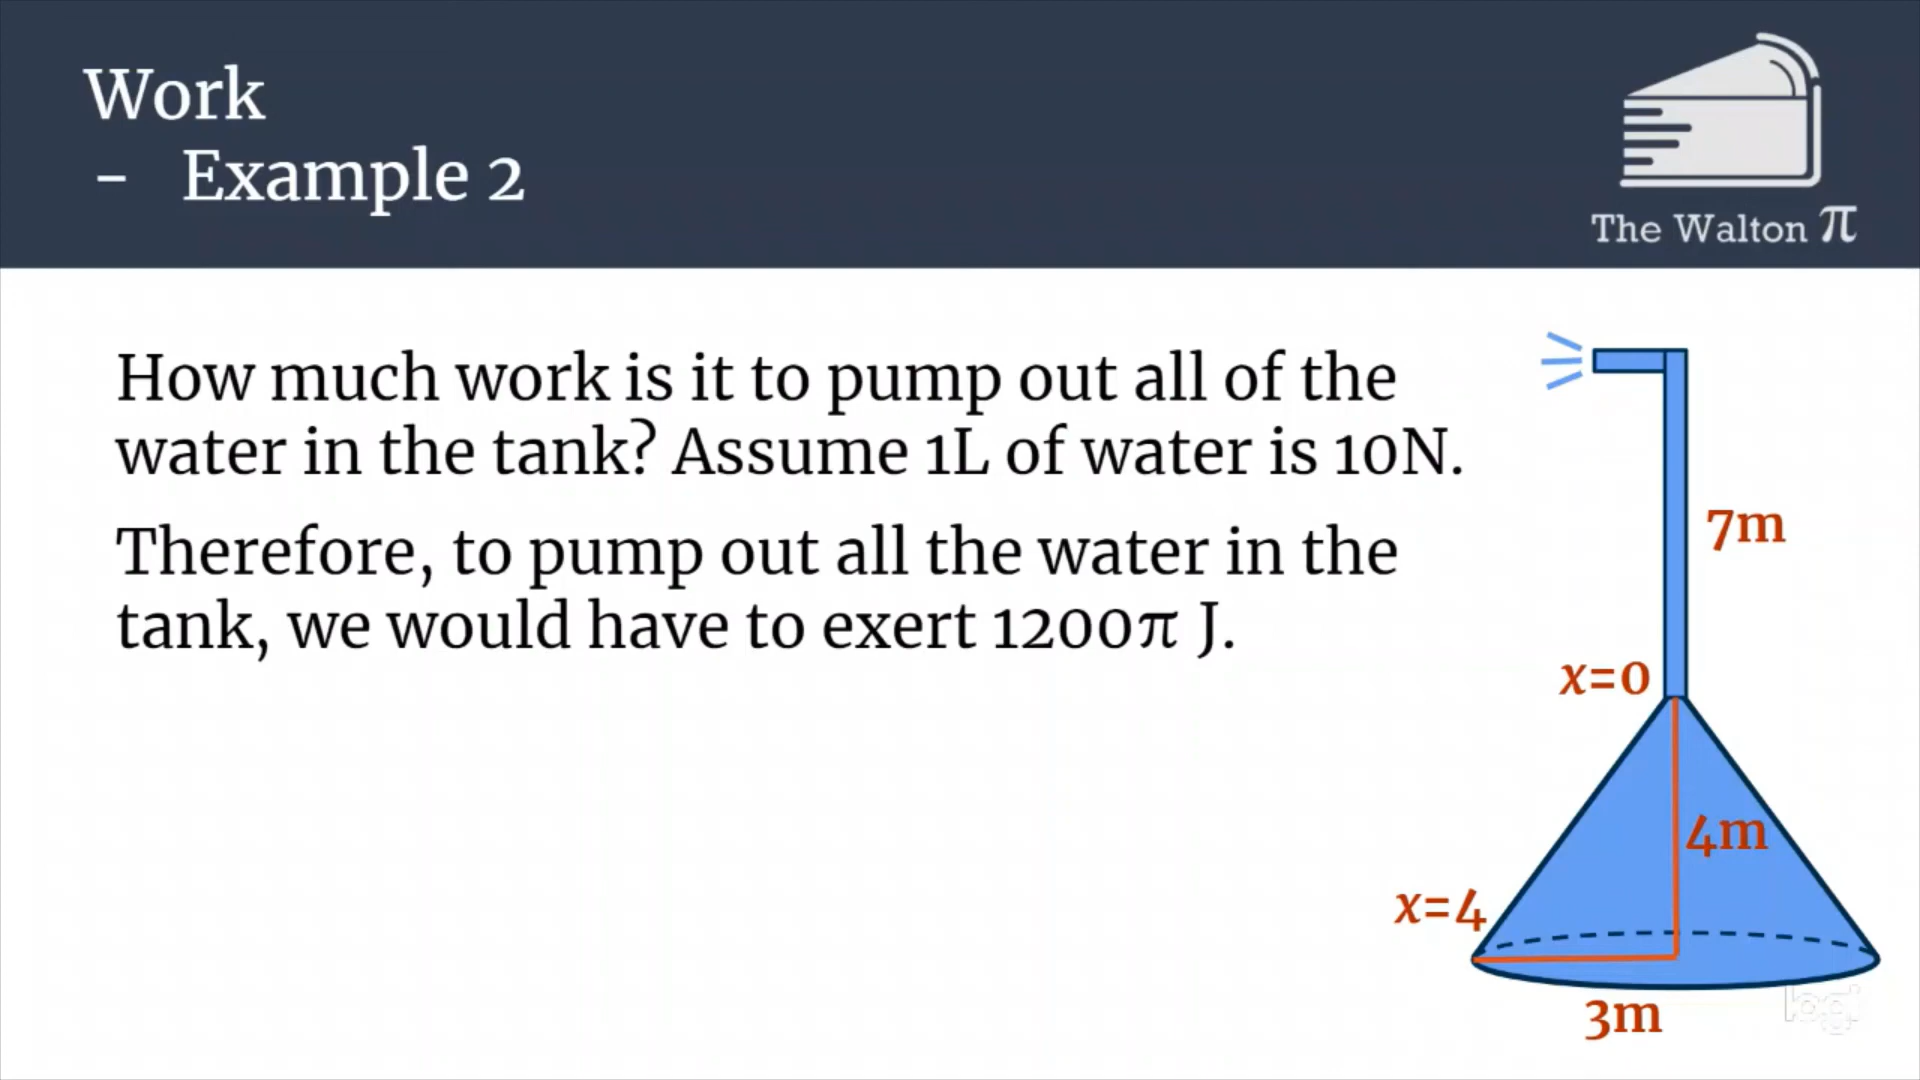 Work
- Example 2
The Walton π
How much work is it to pump out all of the
water in the tank? Assume 1L of water is 10N.
Therefore, to pump out all the water in the
tank, we would have to exert 1200π J.
7m
x=0
4m
x=4
3m
logi